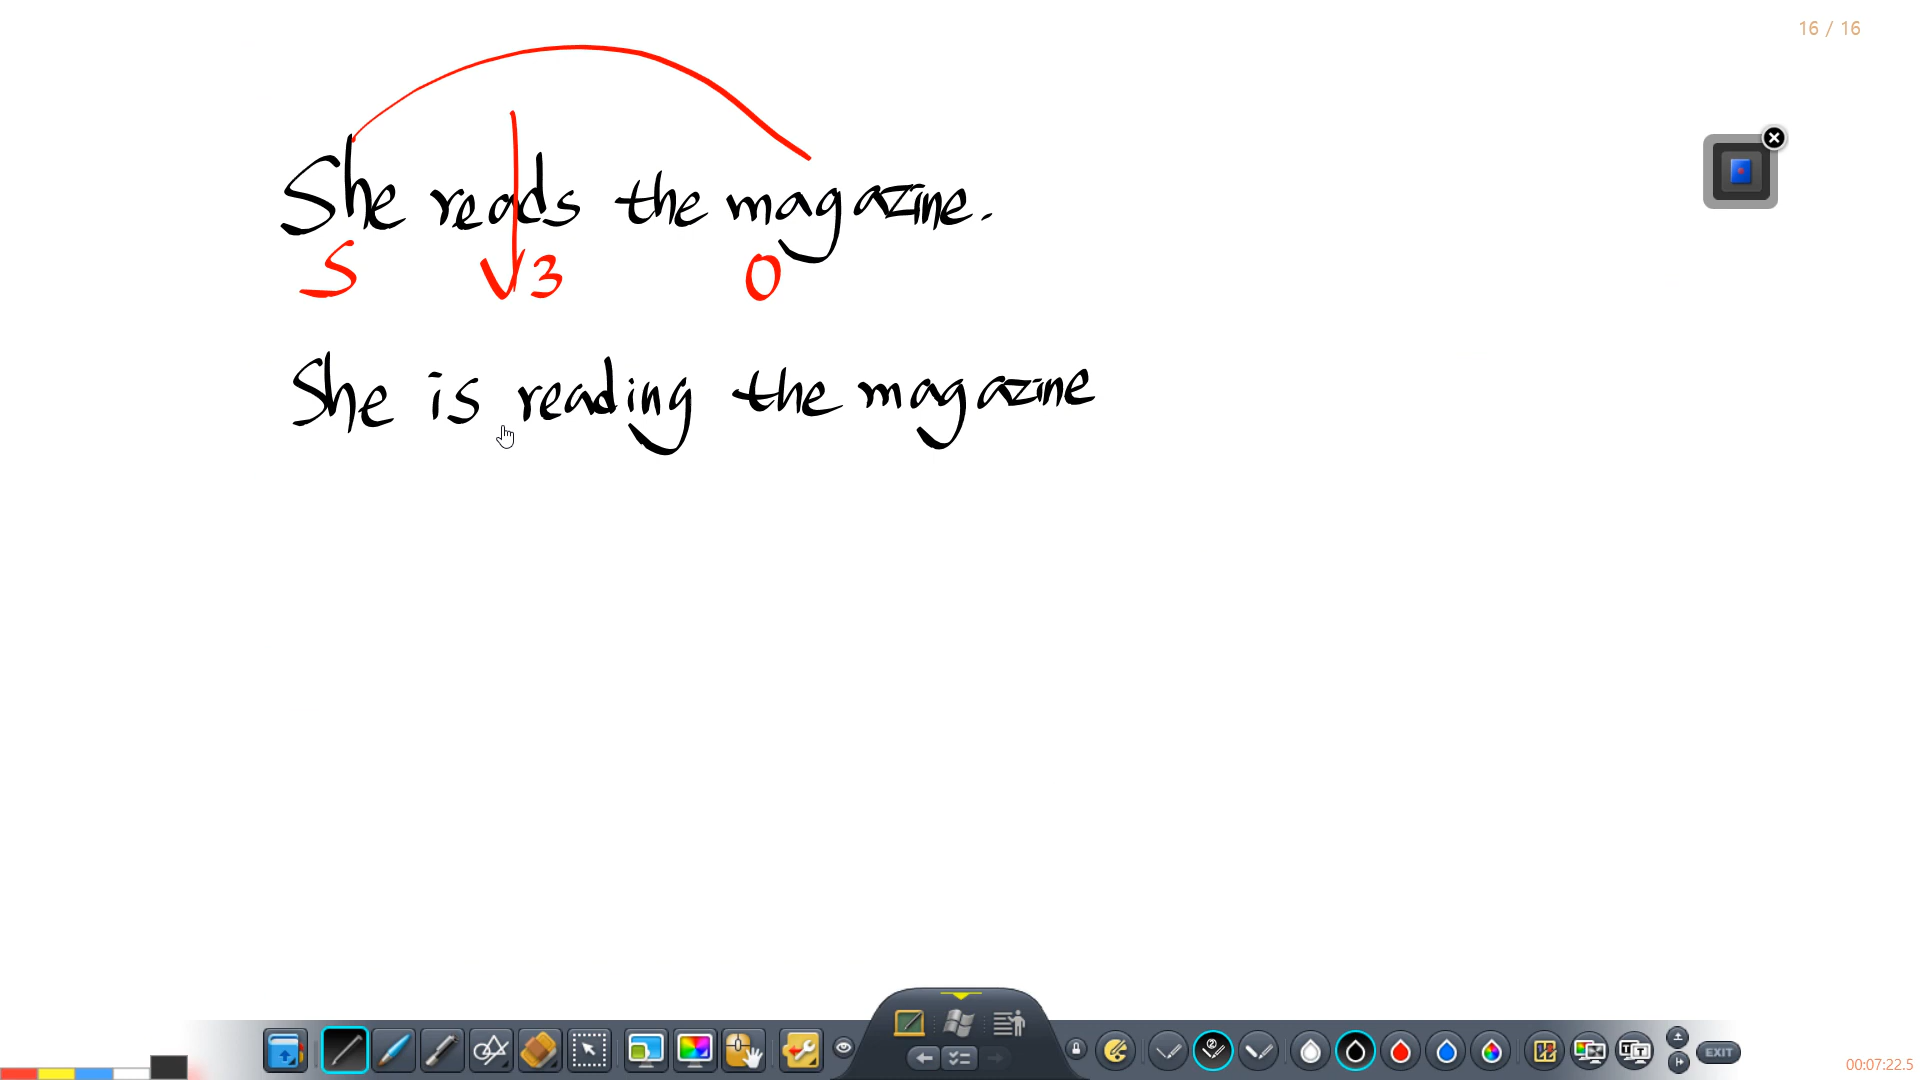 16 / 16
She reads the magazine.
S V3 O
She is reading the magazine
EXIT
00:07:22.5